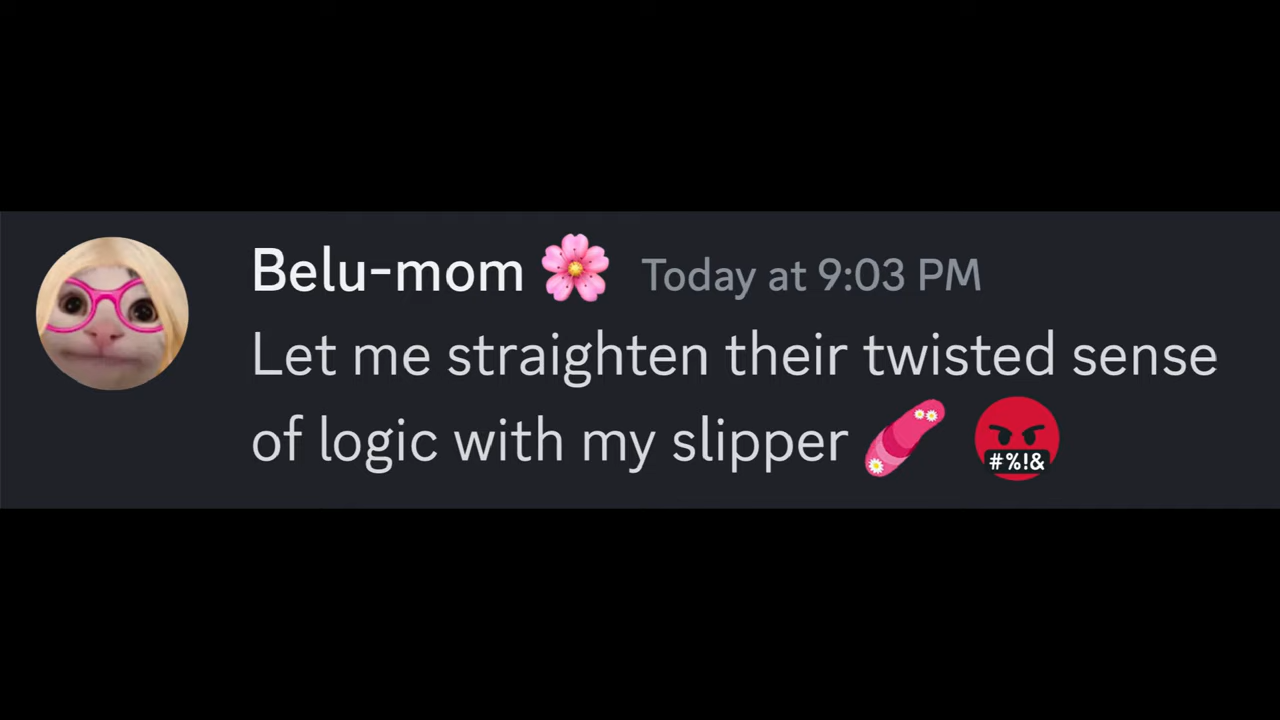 Belu-mom 🌸 Today at 9:03 PM
Let me straighten their twisted sense
of logic with my slipper 🩴 🤬